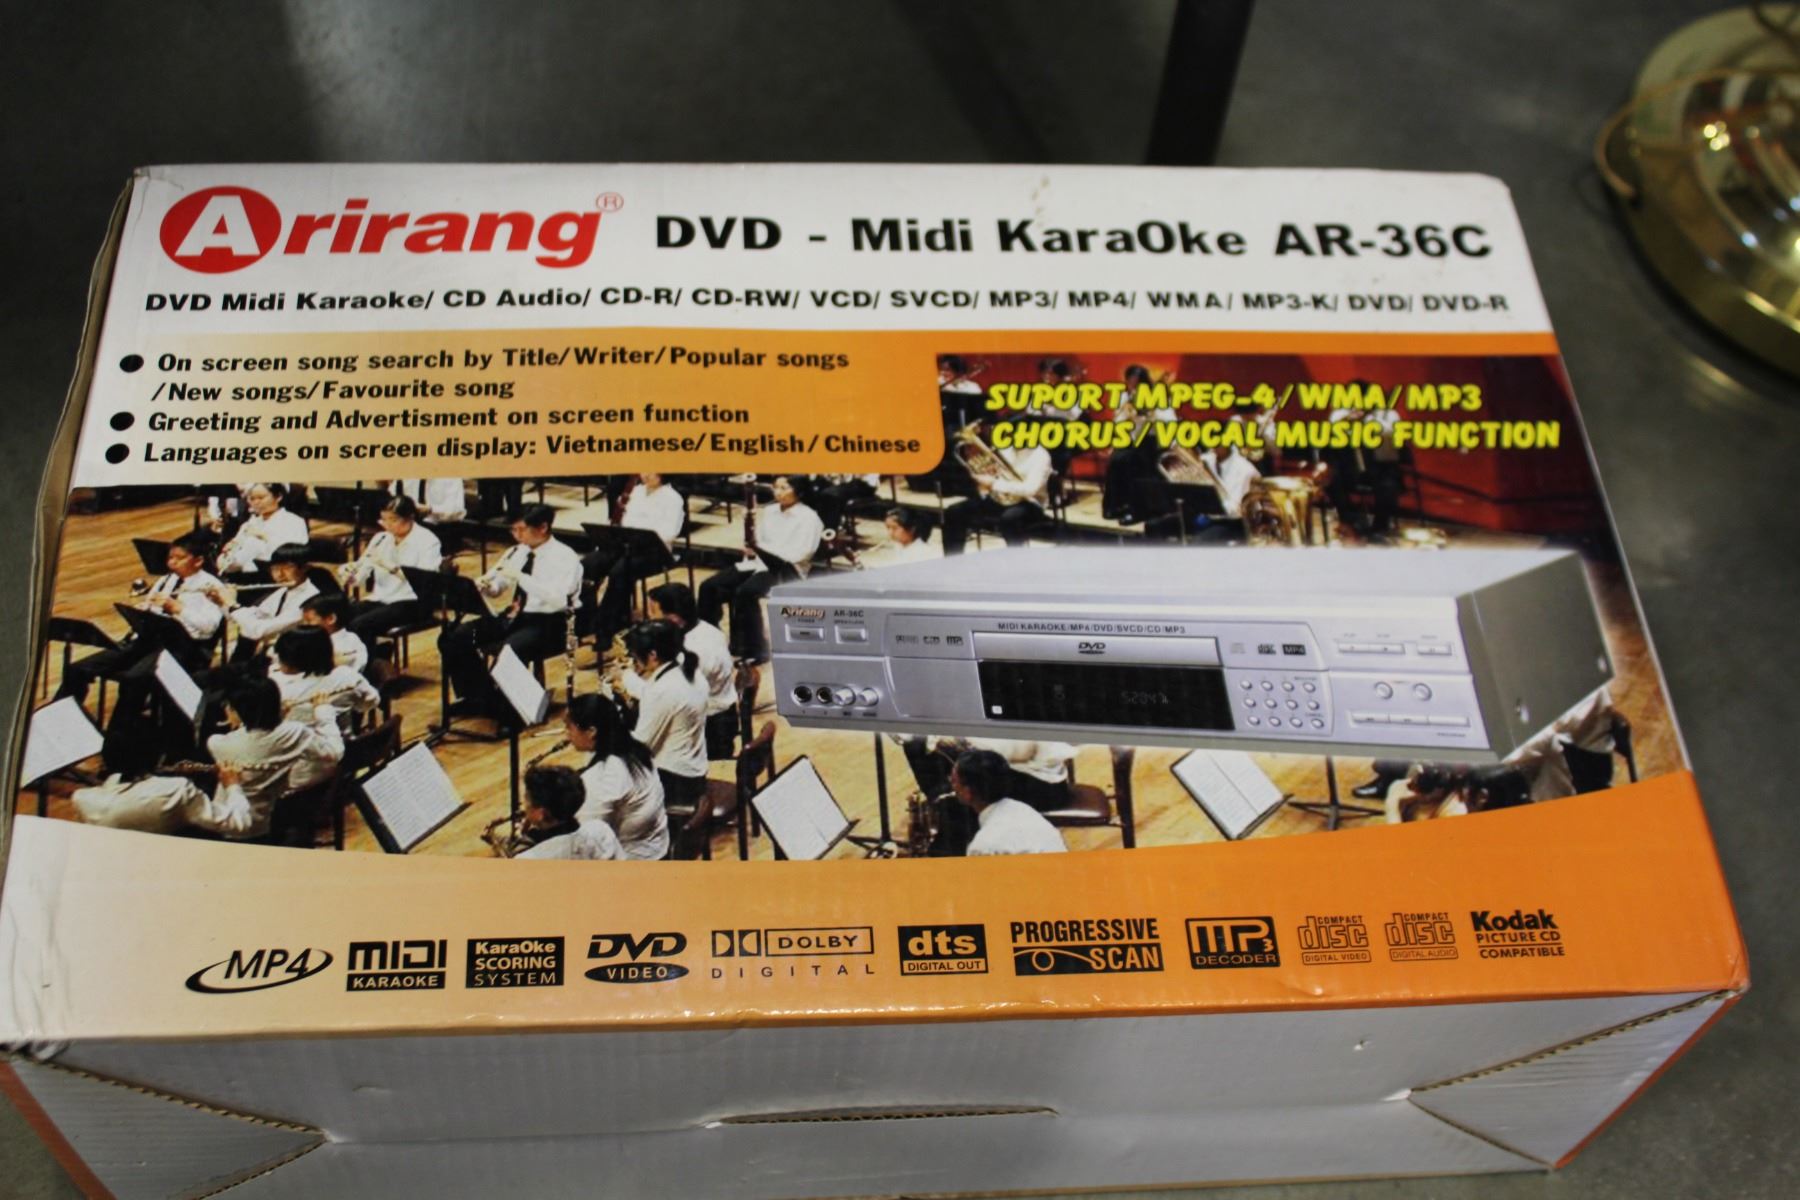 Arirang® DVD - Midi KaraOke AR-36C
DVD Midi Karaoke/ CD Audio/ CD-R/ CD-RW/ VCD/ SVCD/ MP3/ MP4/ WMA/ MP3-K/ DVD/ DVD-R
● On screen song search by Title/Writer/Popular songs
/New songs/Favourite song
● Greeting and Advertisment on screen function
● Languages on screen display: Vietnamese/English/Chinese
SUPORT MPEG-4/WMA/MP3
CHORUS/VOCAL MUSIC FUNCTION
Arirang AR-36C
MIDI KARAOKE/MP4/DVD/SVCD/CD/MP3
DVD
MP4
MP4
MIDI
KARAOKE
KaraOke
SCORING
SYSTEM
DVD
VIDEO
DOLBY
DIGITAL
dts
DIGITAL OUT
PROGRESSIVE
SCAN
MP3
DECODER
COMPACT
disc
DIGITAL VIDEO
COMPACT
disc
DIGITAL AUDIO
Kodak
PICTURE CD
COMPATIBLE